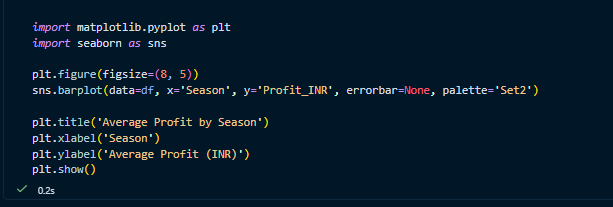 import matplotlib.pyplot as plt
import seaborn as sns
plt.figure(figsize=(8, 5))
sns.barplot(data=df, x='Season', y='Profit_INR', errorbar=None, palette='Set2')
plt.title('Average Profit by Season')
plt.xlabel('Season')
plt.ylabel('Average Profit (INR)')
plt.show()
0.2s